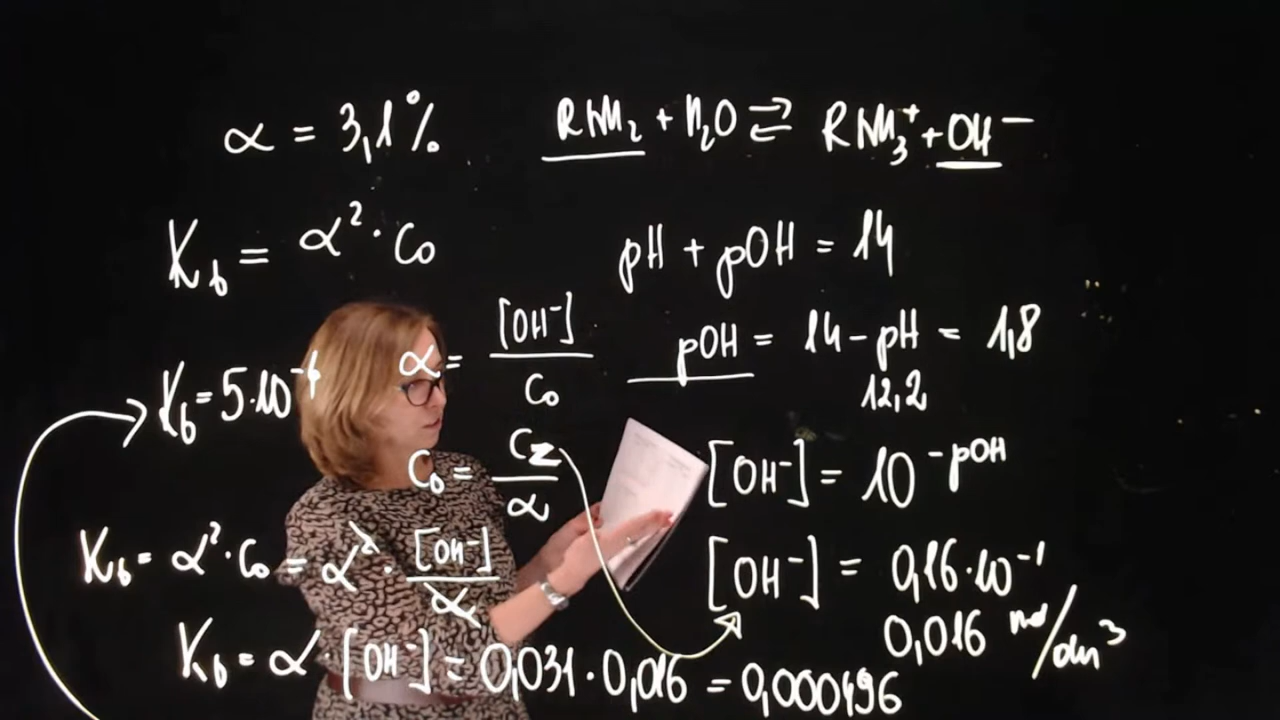 α = 3,1%
RNH₂ + H₂O ⇌ RNH₃⁺ + OH⁻
K_b = α² · C₀
pH + pOH = 14
α = [OH⁻] / C₀
pOH = 14 - pH = 1,8
12,2
K_b = 5·10⁻⁴
C₀ = C_z / α
[OH⁻] = 10^-pOH
K_b = α² · C₀ = α² · [OH⁻] / α
[OH⁻] = 0,16·10⁻¹
0,016 mol/dm³
K_b = α · [OH⁻] = 0,031 · 0,016 = 0,000496